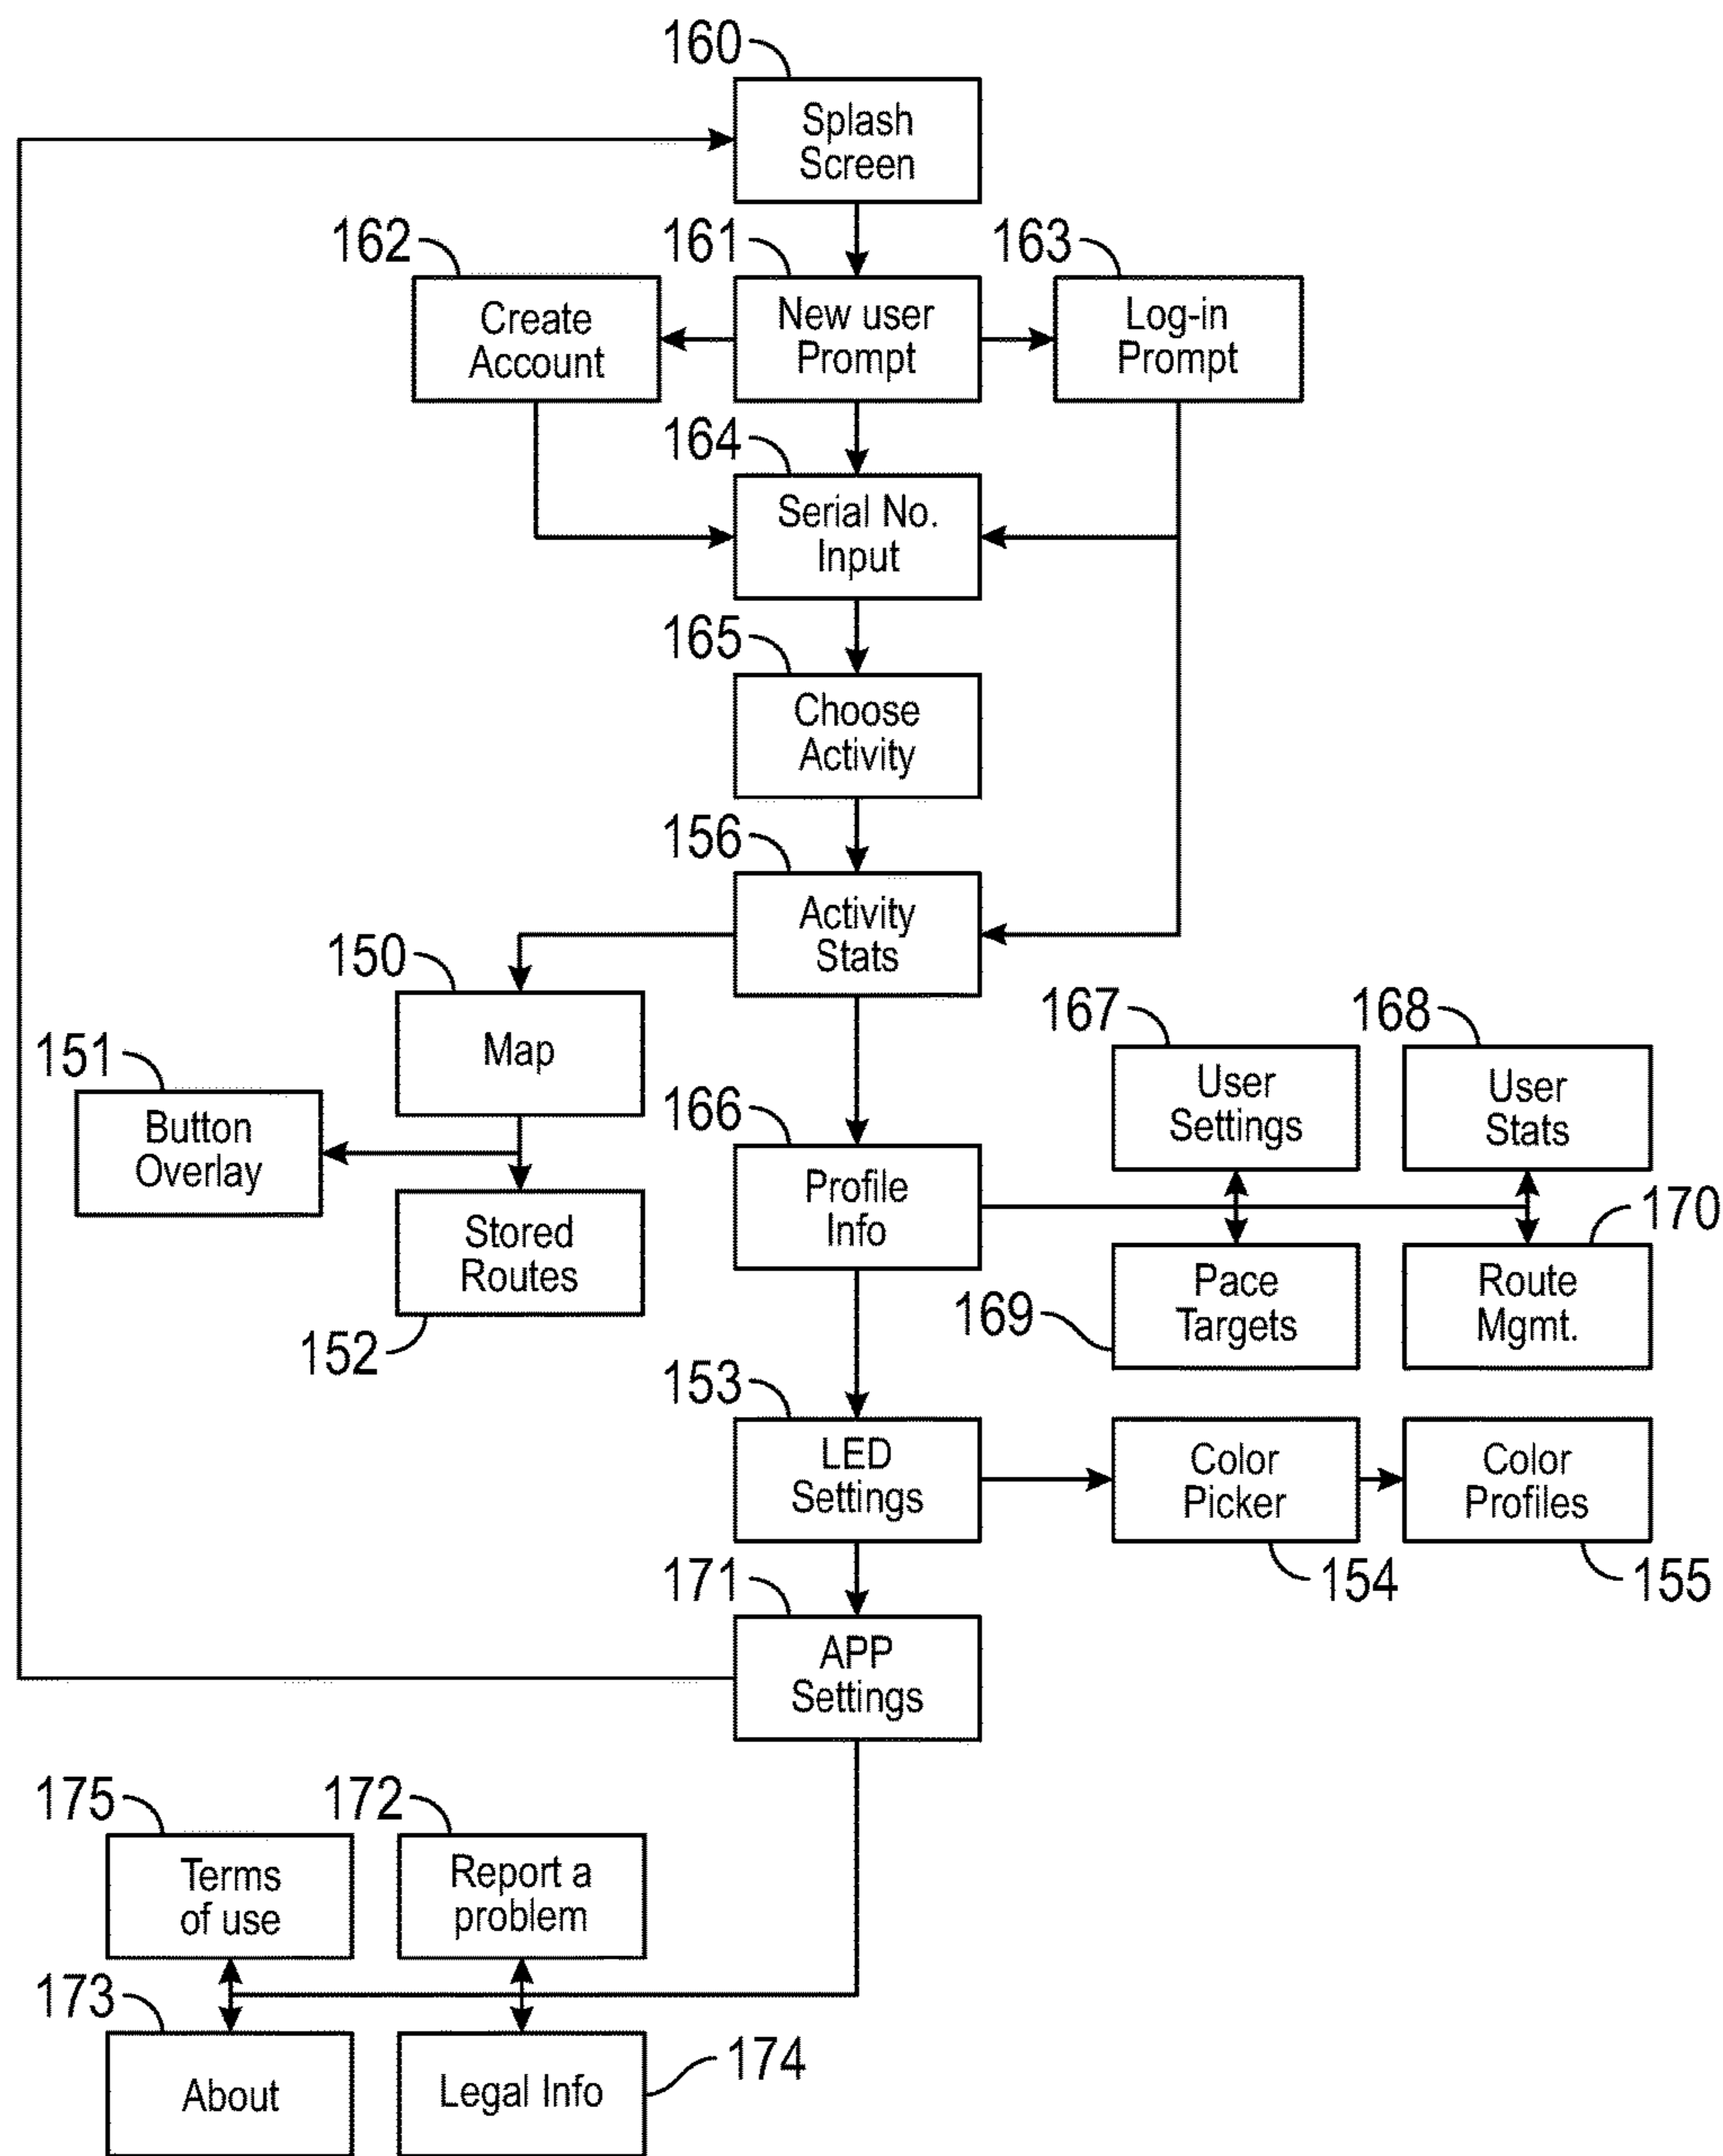 160
Splash
Screen
162
161
163
Create
Account
New user
Prompt
Log-in
Prompt
164
Serial No.
Input
165
Choose
Activity
156
Activity
Stats
150
Map
151
Button
Overlay
Stored
Routes
152
167
168
User
Settings
User
Stats
166
Profile
Info
170
Pace
Targets
Route
Mgmt.
169
153
LED
Settings
Color
Picker
Color
Profiles
154
155
171
APP
Settings
175
172
Terms
of use
Report a
problem
173
About
Legal Info
174